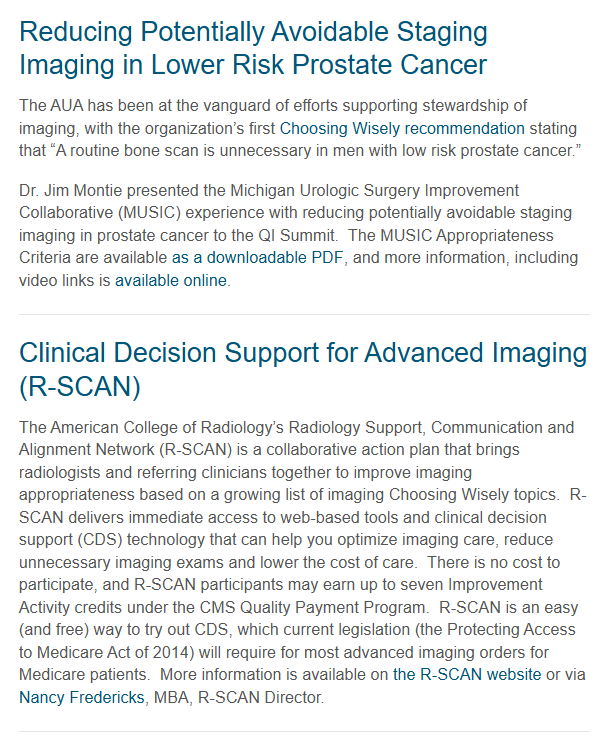 Reducing Potentially Avoidable Staging
Imaging in Lower Risk Prostate Cancer
The AUA has been at the vanguard of efforts supporting stewardship of
imaging, with the organization’s first Choosing Wisely recommendation stating
that “A routine bone scan is unnecessary in men with low risk prostate cancer.”
Dr. Jim Montie presented the Michigan Urologic Surgery Improvement
Collaborative (MUSIC) experience with reducing potentially avoidable staging
imaging in prostate cancer to the QI Summit.  The MUSIC Appropriateness
Criteria are available as a downloadable PDF, and more information, including
video links is available online.
Clinical Decision Support for Advanced Imaging
(R-SCAN)
The American College of Radiology’s Radiology Support, Communication and
Alignment Network (R-SCAN) is a collaborative action plan that brings
radiologists and referring clinicians together to improve imaging
appropriateness based on a growing list of imaging Choosing Wisely topics.  R-
SCAN delivers immediate access to web-based tools and clinical decision
support (CDS) technology that can help you optimize imaging care, reduce
unnecessary imaging exams and lower the cost of care.  There is no cost to
participate, and R-SCAN participants may earn up to seven Improvement
Activity credits under the CMS Quality Payment Program.  R-SCAN is an easy
(and free) way to try out CDS, which current legislation (the Protecting Access
to Medicare Act of 2014) will require for most advanced imaging orders for
Medicare patients.  More information is available on the R-SCAN website or via
Nancy Fredericks, MBA, R-SCAN Director.